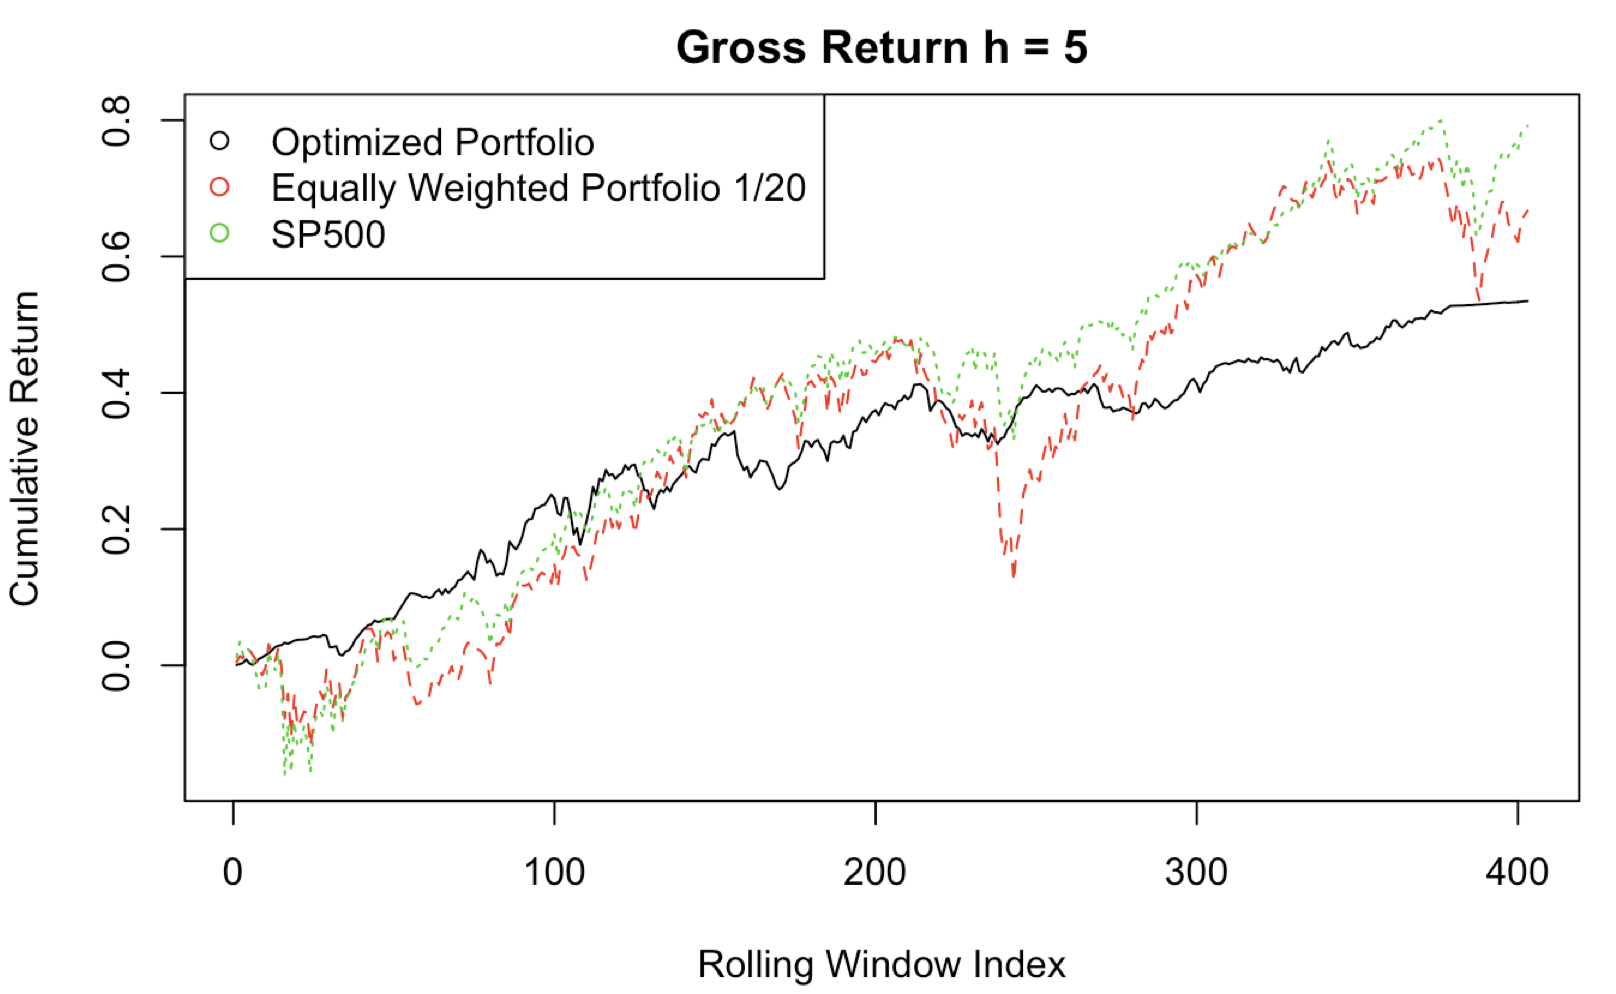 Gross Return h = 5
Optimized Portfolio
Equally Weighted Portfolio 1/20
SP500
Cumulative Return
0.8
0.6
0.4
0.2
0.0
0 100 200 300 400
Rolling Window Index